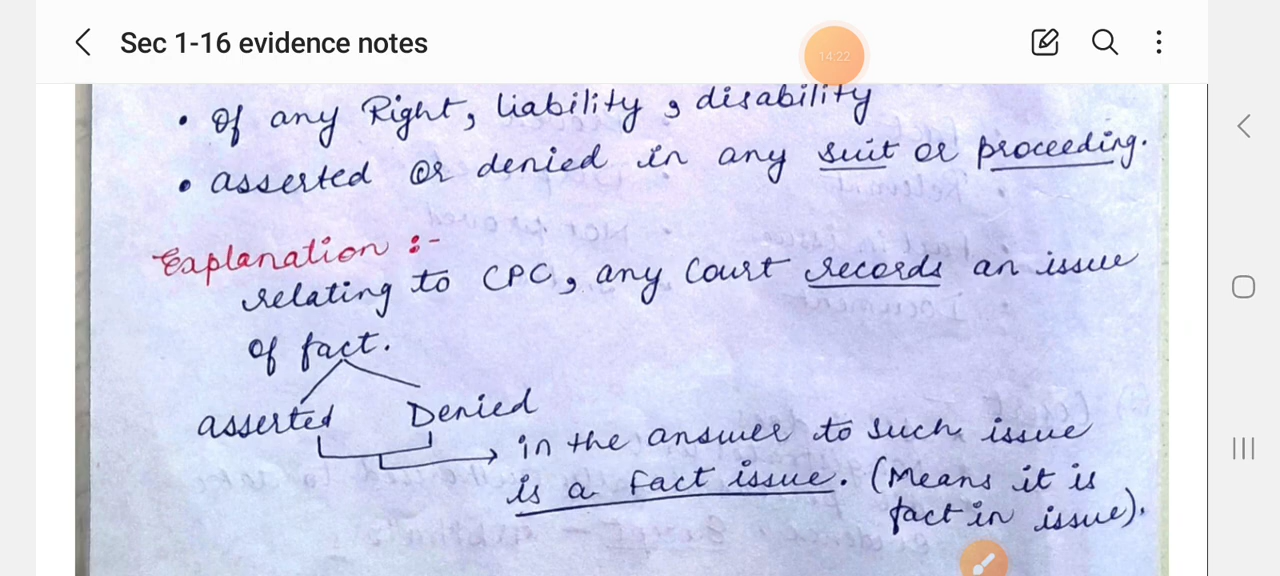 Sec 1-16 evidence notes
14:22
• Of any Right, liability, disability
• asserted or denied in any suit or proceeding.
Explanation :-
relating to CPC, any Court records an issue
of fact.
asserted Denied
in the answer to such issue
is a fact issue. (Means it is
fact in issue).